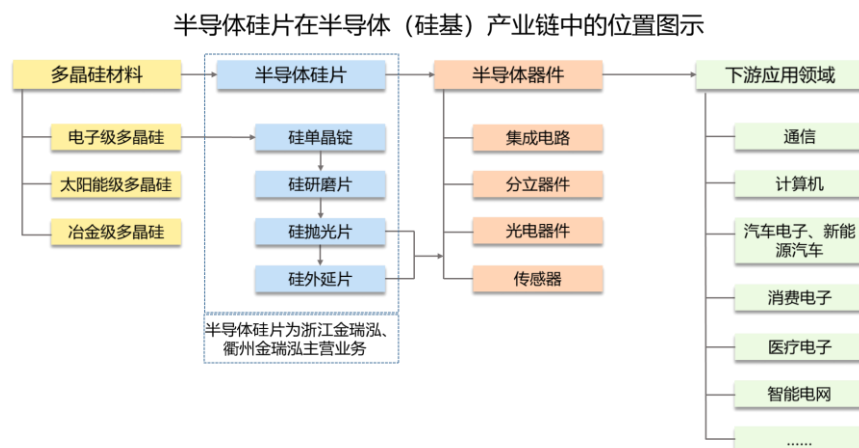 半导体硅片在半导体（硅基）产业链中的位置图示
多晶硅材料
半导体硅片
半导体器件
下游应用领域
电子级多晶硅
太阳能级多晶硅
冶金级多晶硅
硅单晶锭
硅研磨片
硅抛光片
硅外延片
半导体硅片为浙江金瑞泓、
衢州金瑞泓主营业务
集成电路
分立器件
光电器件
传感器
通信
计算机
汽车电子、新能
源汽车
消费电子
医疗电子
智能电网
......